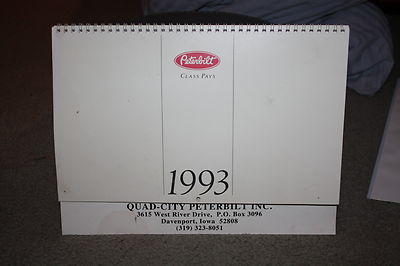 Peterbilt
CLASS PAYS
1993
QUAD-CITY PETERBILT INC.
3615 West River Drive, P.O. Box 3096
Davenport, Iowa 52808
(319) 323-8051